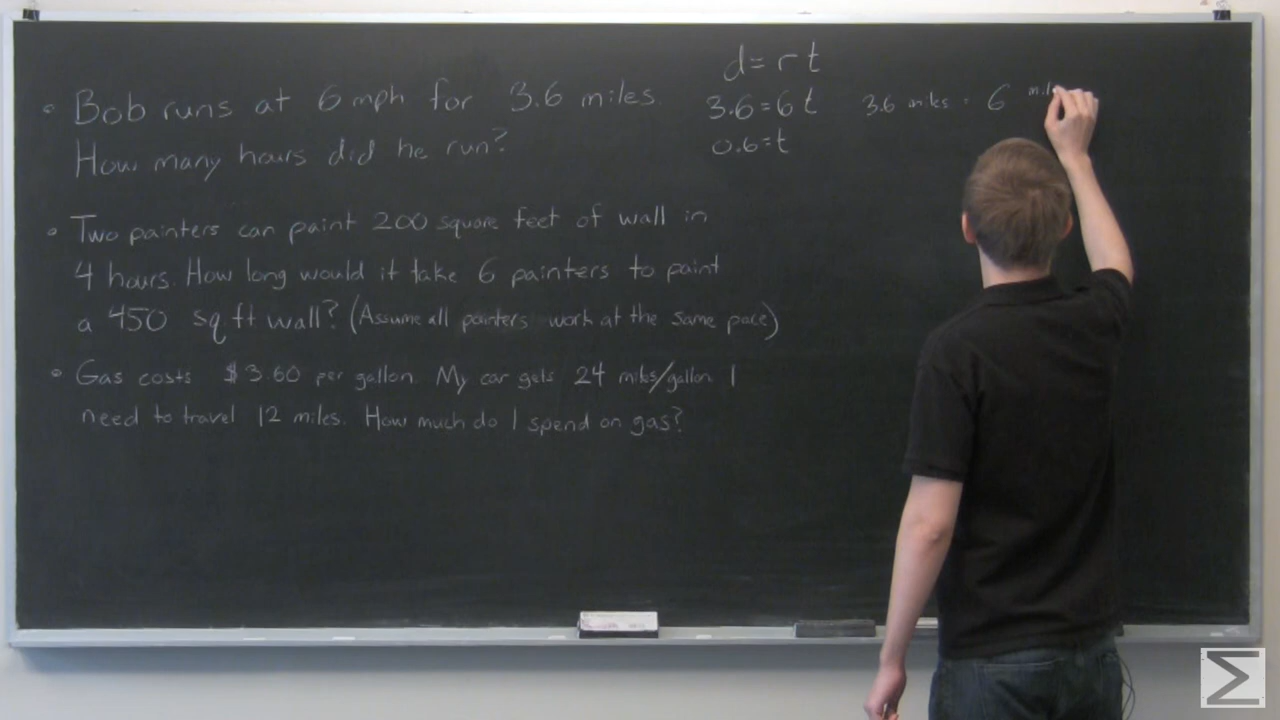 • Bob runs at 6 mph for 3.6 miles.
How many hours did he run?
d = r t
3.6 = 6 t
0.6 = t
3.6 miles = 6
• Two painters can paint 200 square feet of wall in
4 hours. How long would it take 6 painters to paint
a 450 sq ft wall? (Assume all painters work at the same pace)
• Gas costs $3.60 per gallon. My car gets 24 miles/gallon. I
need to travel 12 miles. How much do I spend on gas?
Σ